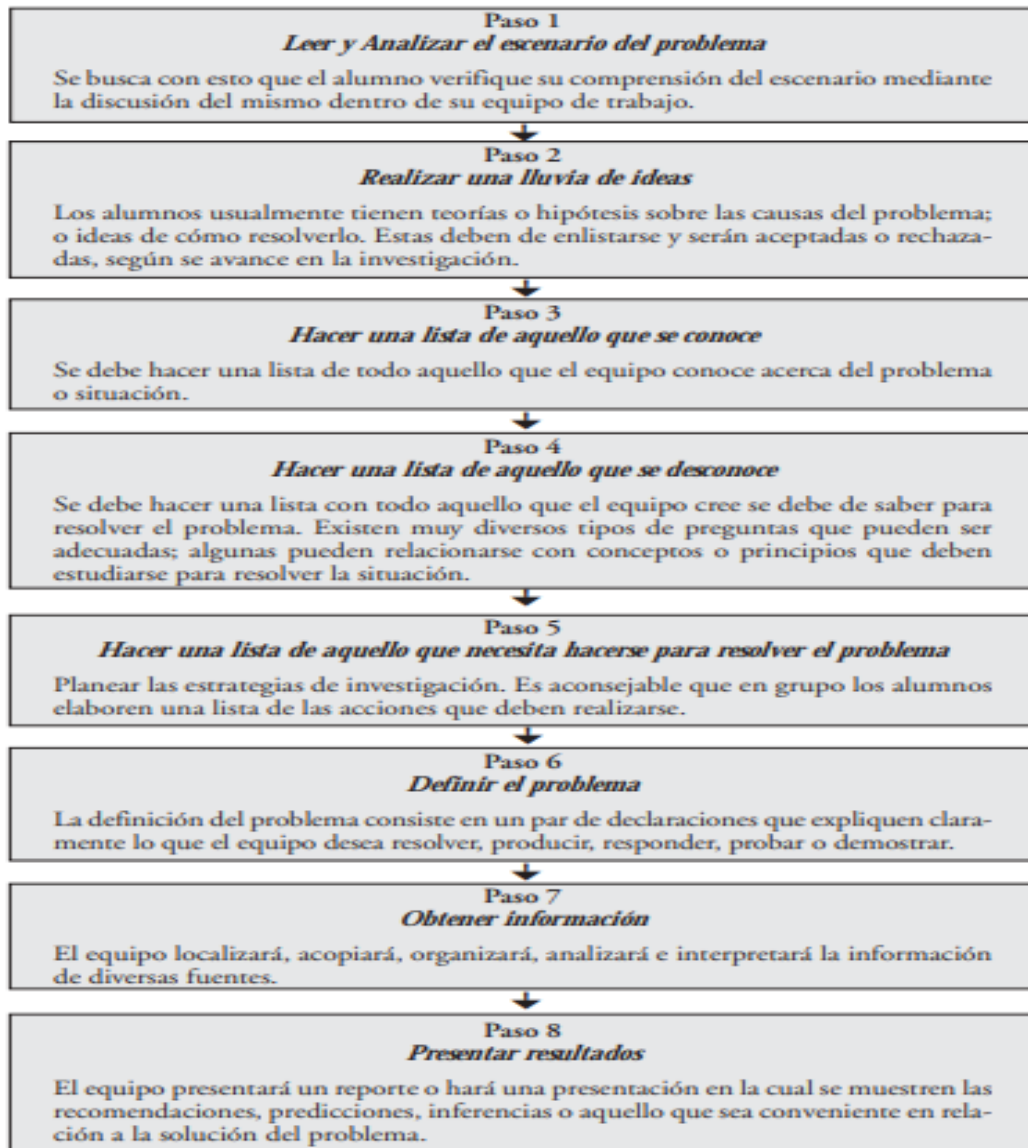 Paso 1
Leer y Analizar el escenario del problema
Se busca con esto que el alumno verifique su comprensión del escenario mediante
la discusión del mismo dentro de su equipo de trabajo.
Paso 2
Realizar una lluvia de ideas
Los alumnos usualmente tienen teorías o hipótesis sobre las causas del problema;
o ideas de cómo resolverlo. Estas deben de enlistarse y serán aceptadas o rechaza-
das, según se avance en la investigación.
Paso 3
Hacer una lista de aquello que se conoce
Se debe hacer una lista de todo aquello que el equipo conoce acerca del problema
o situación.
Paso 4
Hacer una lista de aquello que se desconoce
Se debe hacer una lista con todo aquello que el equipo cree se debe de saber para
resolver el problema. Existen muy diversos tipos de preguntas que pueden ser
adecuadas; algunas pueden relacionarse con conceptos o principios que deben
estudiarse para resolver la situación.
Paso 5
Hacer una lista de aquello que necesita hacerse para resolver el problema
Planear las estrategias de investigación. Es aconsejable que en grupo los alumnos
elaboren una lista de las acciones que deben realizarse.
Paso 6
Definir el problema
La definición del problema consiste en un par de declaraciones que expliquen clara-
mente lo que el equipo desea resolver, producir, responder, probar o demostrar.
Paso 7
Obtener información
El equipo localizará, acopiará, organizará, analizará e interpretará la información
de diversas fuentes.
Paso 8
Presentar resultados
El equipo presentará un reporte o hará una presentación en la cual se muestren las
recomendaciones, predicciones, inferencias o aquello que sea conveniente en rela-
ción a la solución del problema.